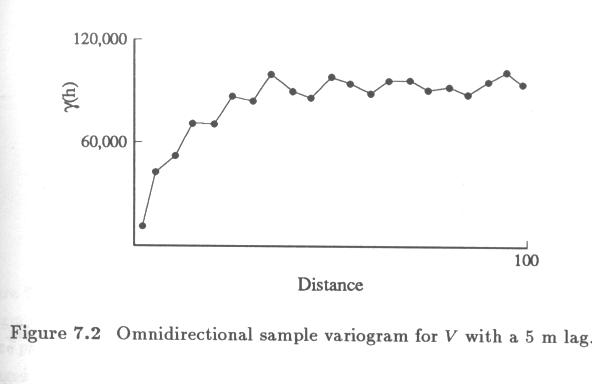 120,000
γ(h)
60,000
100
Distance
Figure 7.2 Omnidirectional sample variogram for V with a 5 m lag.